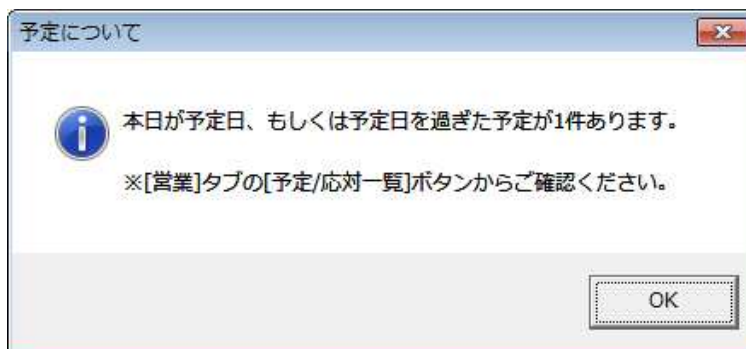 予定について
本日が予定日、もしくは予定日を過ぎた予定が1件あります。
※[営業]タブの[予定/応対一覧]ボタンからご確認ください。
OK